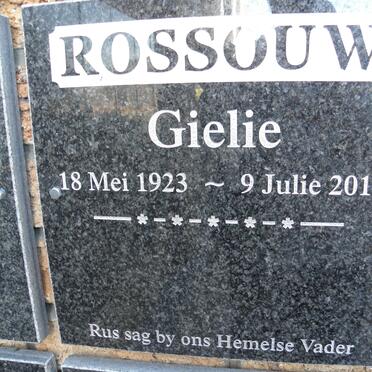 ROSSOUW
Gielie
18 Mei 1923 ~ 9 Julie 201
—*-*-*-*—
Rus sag by ons Hemelse Vader